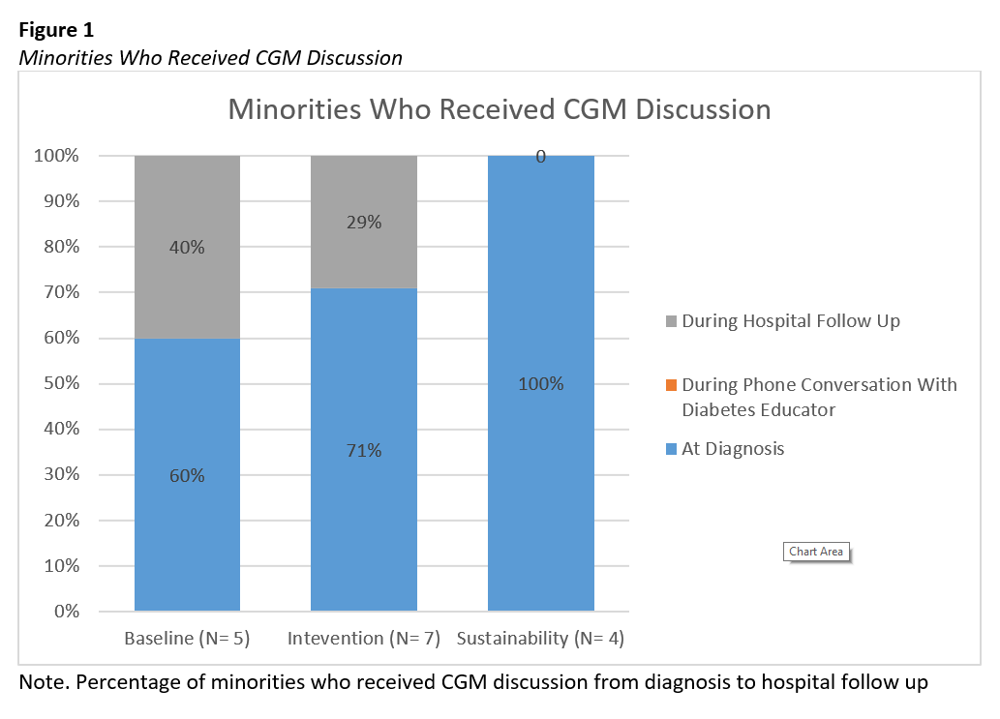 Figure 1
Minorities Who Received CGM Discussion
Minorities Who Received CGM Discussion
100%
90%
80%
70%
60%
50%
40%
30%
20%
10%
0%
40%
60%
29%
71%
0
100%
Baseline (N= 5)
Intevention (N= 7)
Sustainability (N= 4)
During Hospital Follow Up
During Phone Conversation With
Diabetes Educator
At Diagnosis
Chart Area
Note. Percentage of minorities who received CGM discussion from diagnosis to hospital follow up